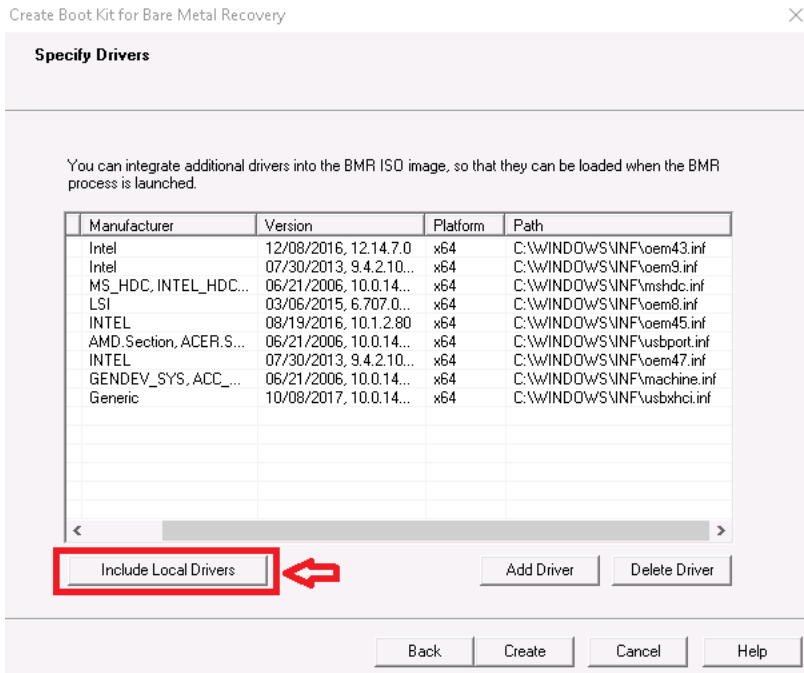 Create Boot Kit for Bare Metal Recovery
Specify Drivers
You can integrate additional drivers into the BMR ISO image, so that they can be loaded when the BMR
process is launched.
Manufacturer Version Platform Path
Intel 12/08/2016, 12.14.7.0 x64 C:\WINDOWS\INF\oem43.inf
Intel 07/30/2013, 9.4.2.10... x64 C:\WINDOWS\INF\oem9.inf
MS_HDC, INTEL_HDC... 06/21/2006, 10.0.14... x64 C:\WINDOWS\INF\mshdc.inf
LSI 03/06/2015, 6.707.0... x64 C:\WINDOWS\INF\oem8.inf
INTEL 08/19/2016, 10.1.2.80 x64 C:\WINDOWS\INF\oem45.inf
AMD.Section, ACER.S... 06/21/2006, 10.0.14... x64 C:\WINDOWS\INF\usbport.inf
INTEL 07/30/2013, 9.4.2.10... x64 C:\WINDOWS\INF\oem47.inf
GENDEV_SYS, ACC_... 06/21/2006, 10.0.14... x64 C:\WINDOWS\INF\machine.inf
Generic 10/08/2017, 10.0.14... x64 C:\WINDOWS\INF\usbxhci.inf
Include Local Drivers Add Driver Delete Driver
Back Create Cancel Help